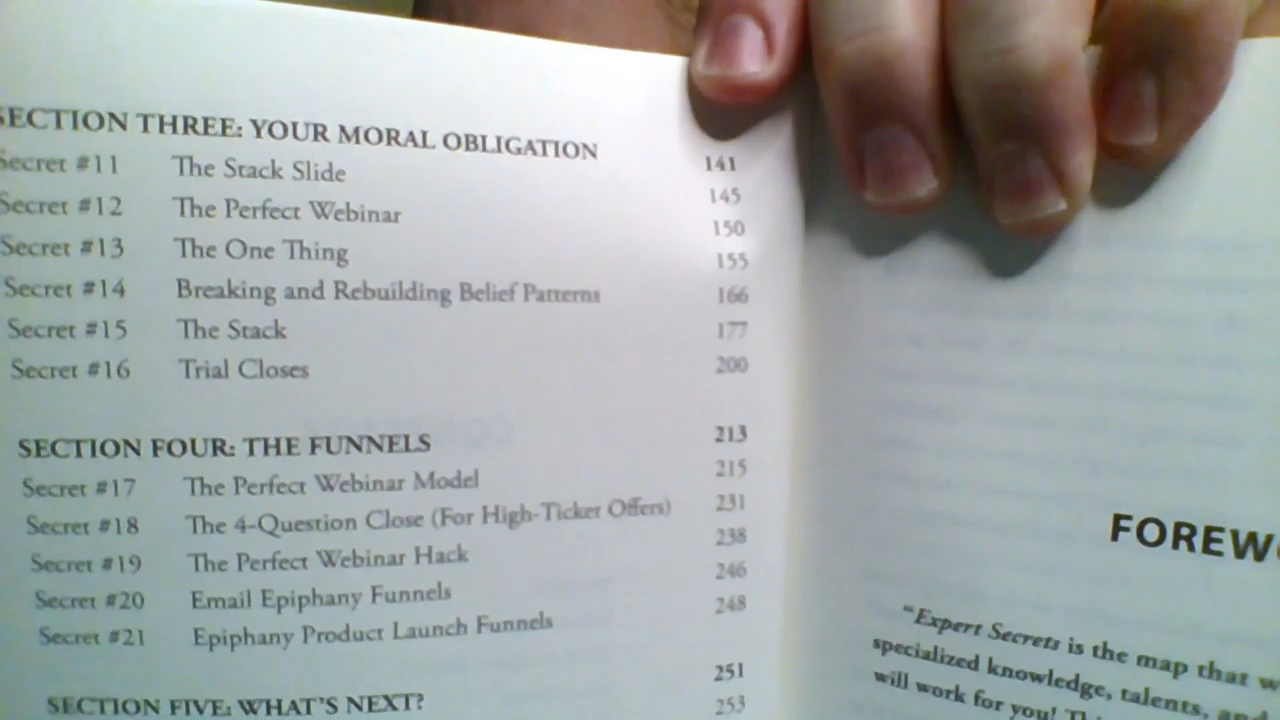 SECTION THREE: YOUR MORAL OBLIGATION 141
Secret #11 The Stack Slide 145
Secret #12 The Perfect Webinar 150
Secret #13 The One Thing 155
Secret #14 Breaking and Rebuilding Belief Patterns 166
Secret #15 The Stack 177
Secret #16 Trial Closes 200
SECTION FOUR: THE FUNNELS 213
Secret #17 The Perfect Webinar Model 215
Secret #18 The 4-Question Close (For High-Ticket Offers) 231
Secret #19 The Perfect Webinar Hack 238
Secret #20 Email Epiphany Funnels 246
Secret #21 Epiphany Product Launch Funnels 248
SECTION FIVE: WHAT'S NEXT? 251
253
FOREW
“Expert Secrets is the map that
specialized knowledge, talents, and
will work for you!